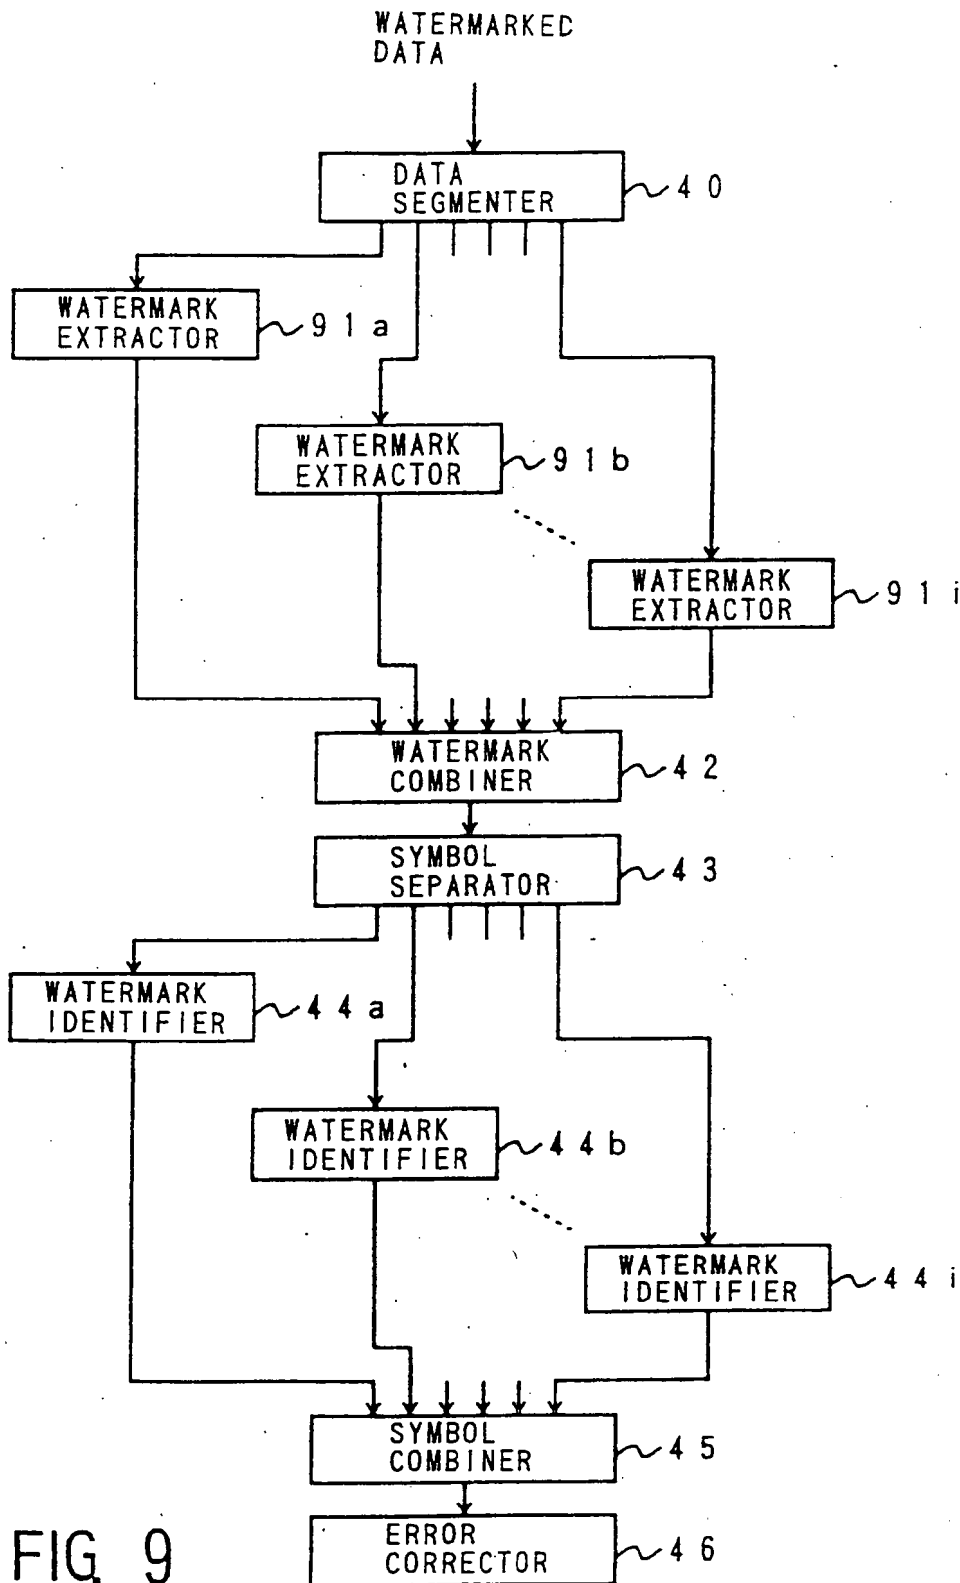 WATERMARKED
DATA
DATA
SEGMENTER
40
WATERMARK
EXTRACTOR
91a
WATERMARK
EXTRACTOR
91b
WATERMARK
EXTRACTOR
91i
WATERMARK
COMBINER
42
SYMBOL
SEPARATOR
43
WATERMARK
IDENTIFIER
44a
WATERMARK
IDENTIFIER
44b
WATERMARK
IDENTIFIER
44i
SYMBOL
COMBINER
45
ERROR
CORRECTOR
46
FIG. 9